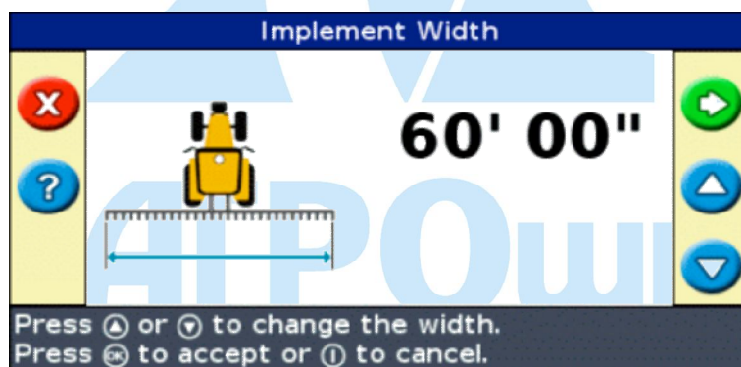 Implement Width
60' 00"
Press or to change the width.
Press OK to accept or to cancel.